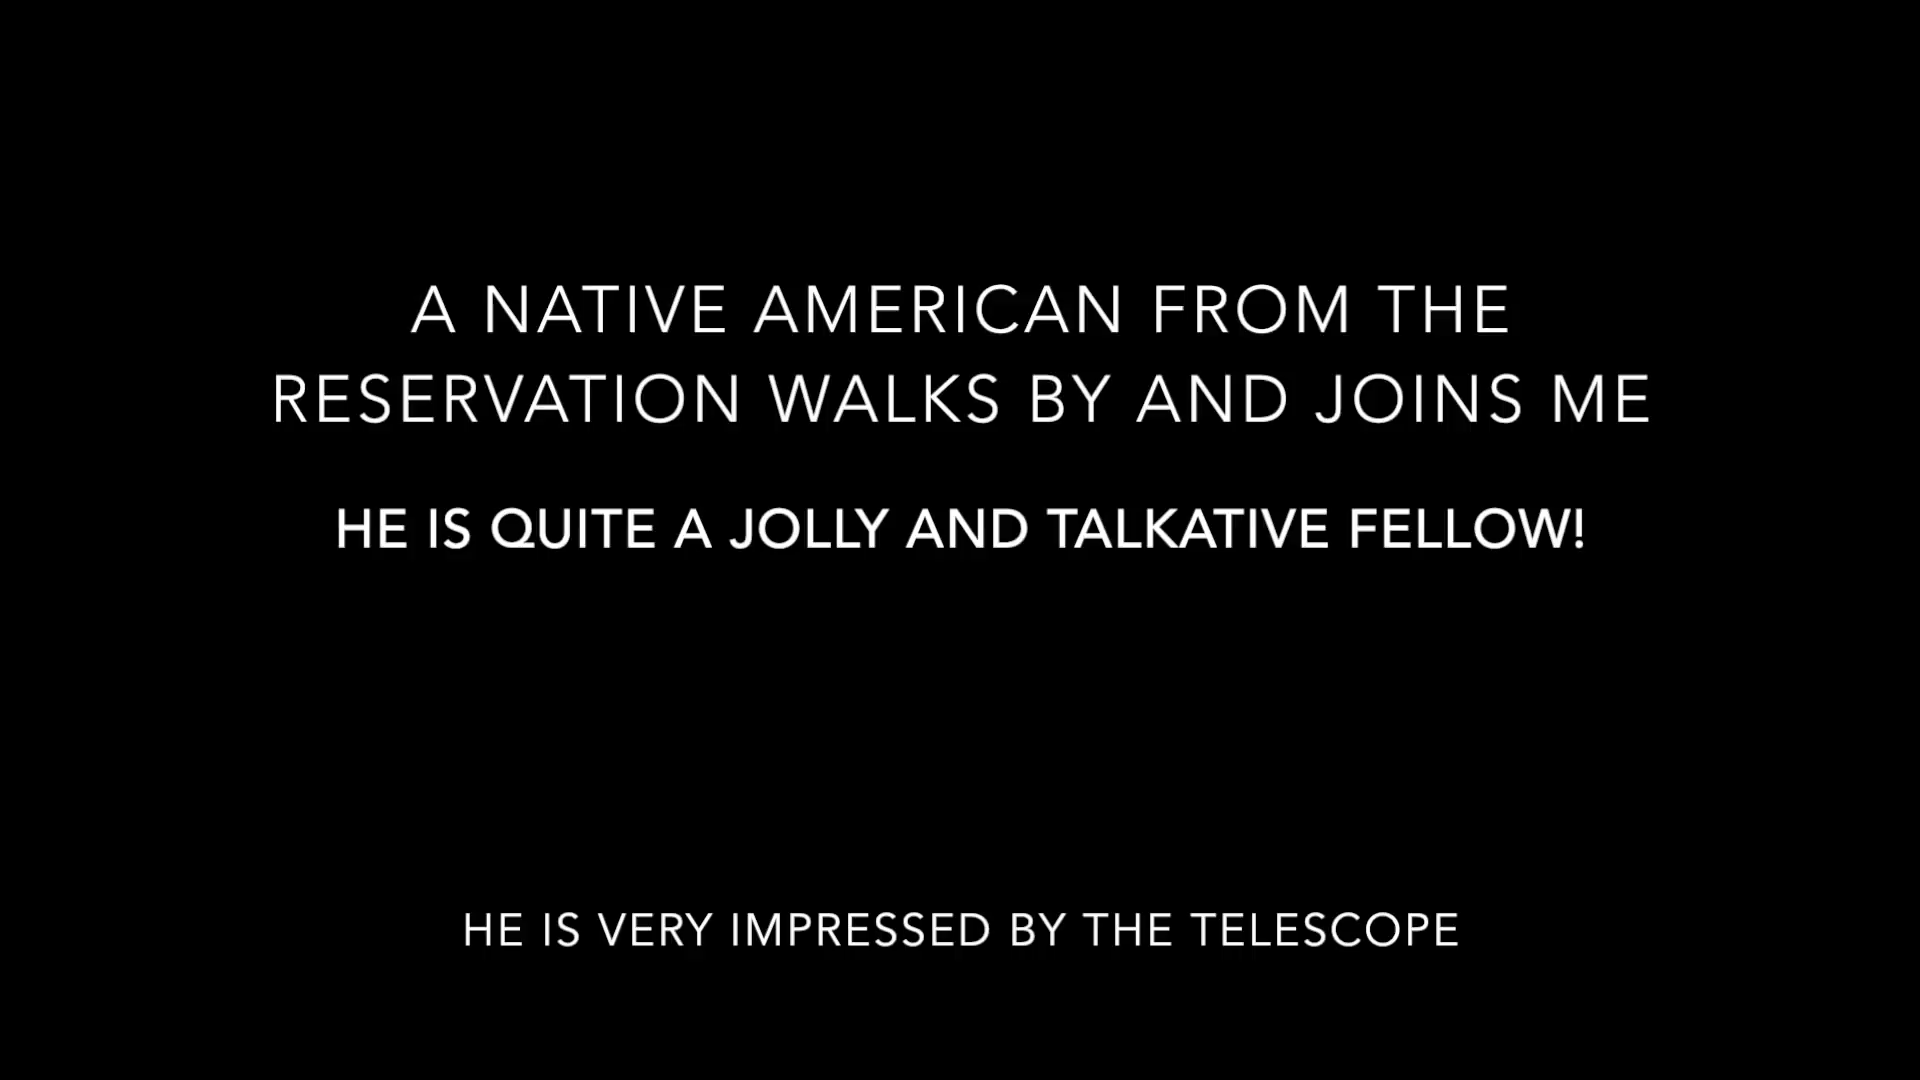 A NATIVE AMERICAN FROM THE
RESERVATION WALKS BY AND JOINS ME
HE IS QUITE A JOLLY AND TALKATIVE FELLOW!
HE IS VERY IMPRESSED BY THE TELESCOPE